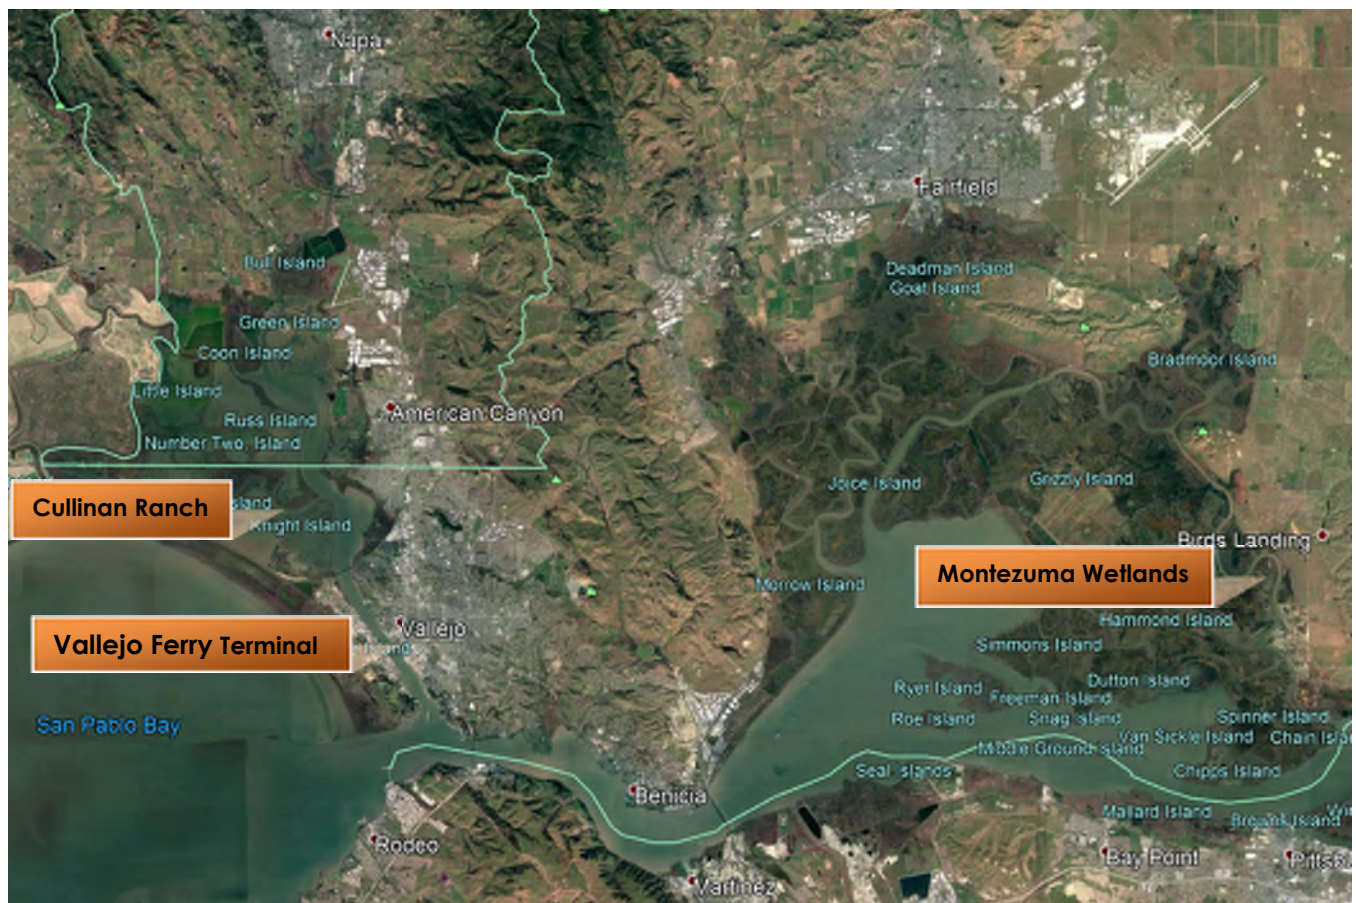 Napa
Fairfield
Bull Island
Deadman Island
Goat Island
Green Island
Coon Island
Bradmoor Island
Little Island
Russ Island
American Canyon
Number Two, Island
Joice Island
Grizzly Island
Cullinan Ranch
Island
Knight Island
Birds Landing
Montezuma Wetlands
Morrow Island
Hammond Island
Vallejo
Vallejo Ferry Terminal
Simmons Island
Ryer Island
Dutton Island
Freeman Island
San Pablo Bay
Roe Island
Snag Island
Spinner Island
Van Sickle Island
Chain
Middle Ground Island
Seal Islands
Chipps Island
Benicia
Mallard Island
Rodeo
Bay Point
Martinez